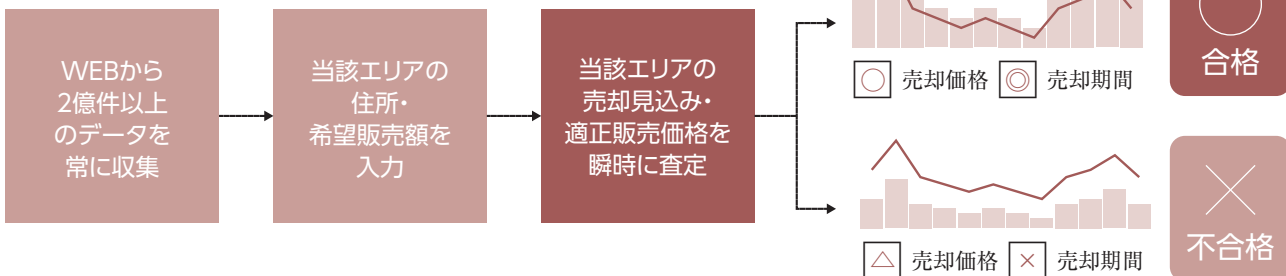 WEBから
2億件以上
のデータを
常に収集
当該エリアの
住所・
希望販売額を
入力
当該エリアの
売却見込み・
適正販売価格を
瞬時に査定
○ 売却価格 ◎ 売却期間
合格
△ 売却価格 × 売却期間
不合格